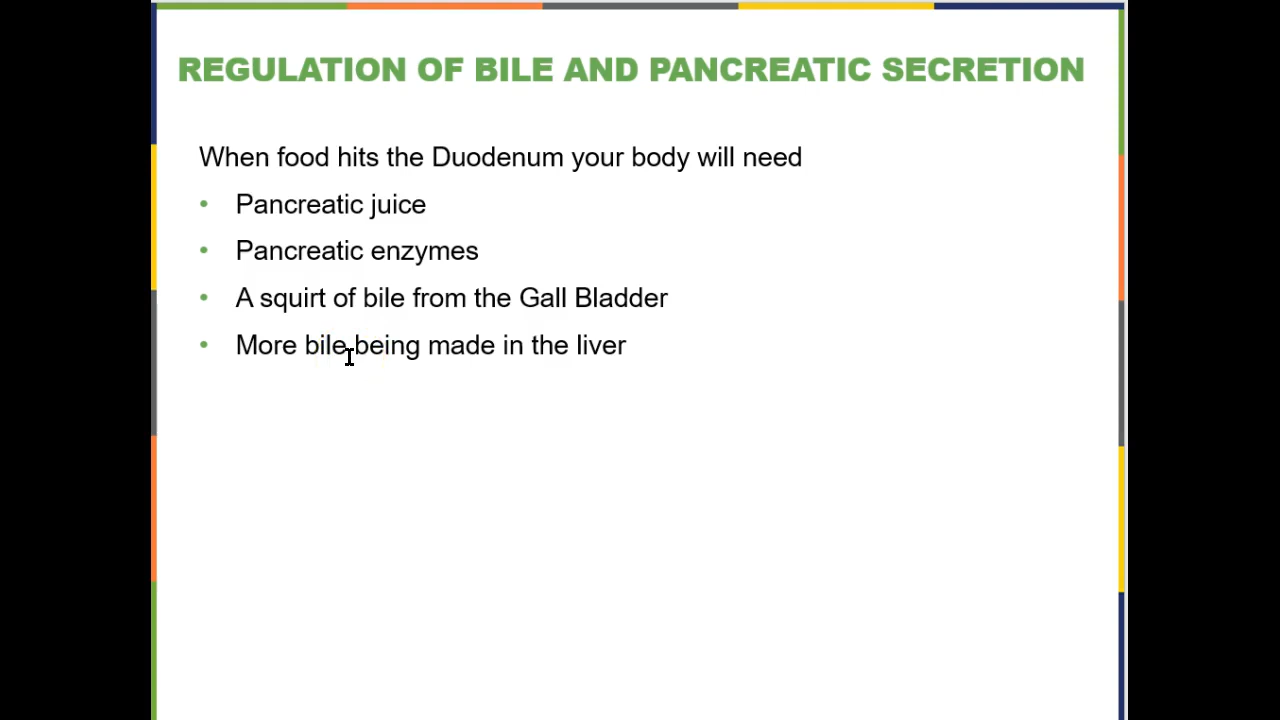 REGULATION OF BILE AND PANCREATIC SECRETION
When food hits the Duodenum your body will need
• Pancreatic juice
• Pancreatic enzymes
• A squirt of bile from the Gall Bladder
• More bile being made in the liver